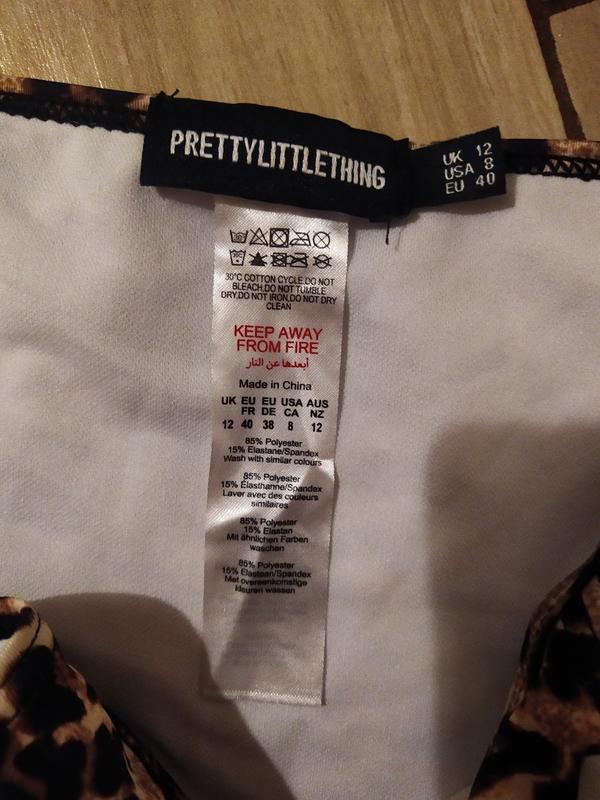 PRETTYLITTLETHING
UK 12
USA 8
EU 40
30°C COTTON CYCLE,DO NOT
BLEACH,DO NOT TUMBLE
DRY,DO NOT IRON,DO NOT DRY
CLEAN
KEEP AWAY
FROM FIRE
أبعدها عن النار
Made in China
UK EU EU USA AUS
FR DE CA NZ
12 40 38 8 12
85% Polyester
15% Elastane/Spandex
Wash with similar colours
85% Polyester
15% Elasthanne/Spandex
Laver avec des couleurs
similaires
85% Polyester
15% Elastan
Mit ähnlichen Farben
waschen
85% Polyester
15% Elastaan/Spandex
Met overeenkomstige
kleuren wassen